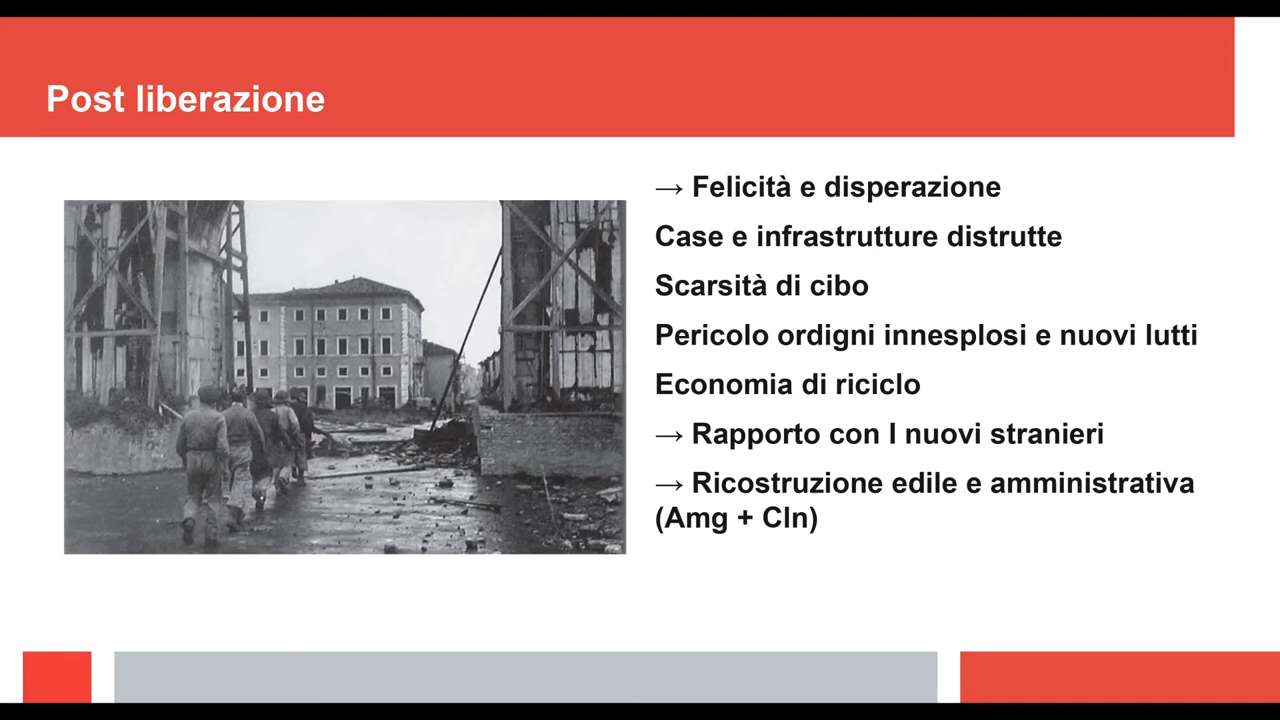 Post liberazione
→ Felicità e disperazione
Case e infrastrutture distrutte
Scarsità di cibo
Pericolo ordigni innesplosi e nuovi lutti
Economia di riciclo
→ Rapporto con I nuovi stranieri
→ Ricostruzione edile e amministrativa
(Amg + Cln)